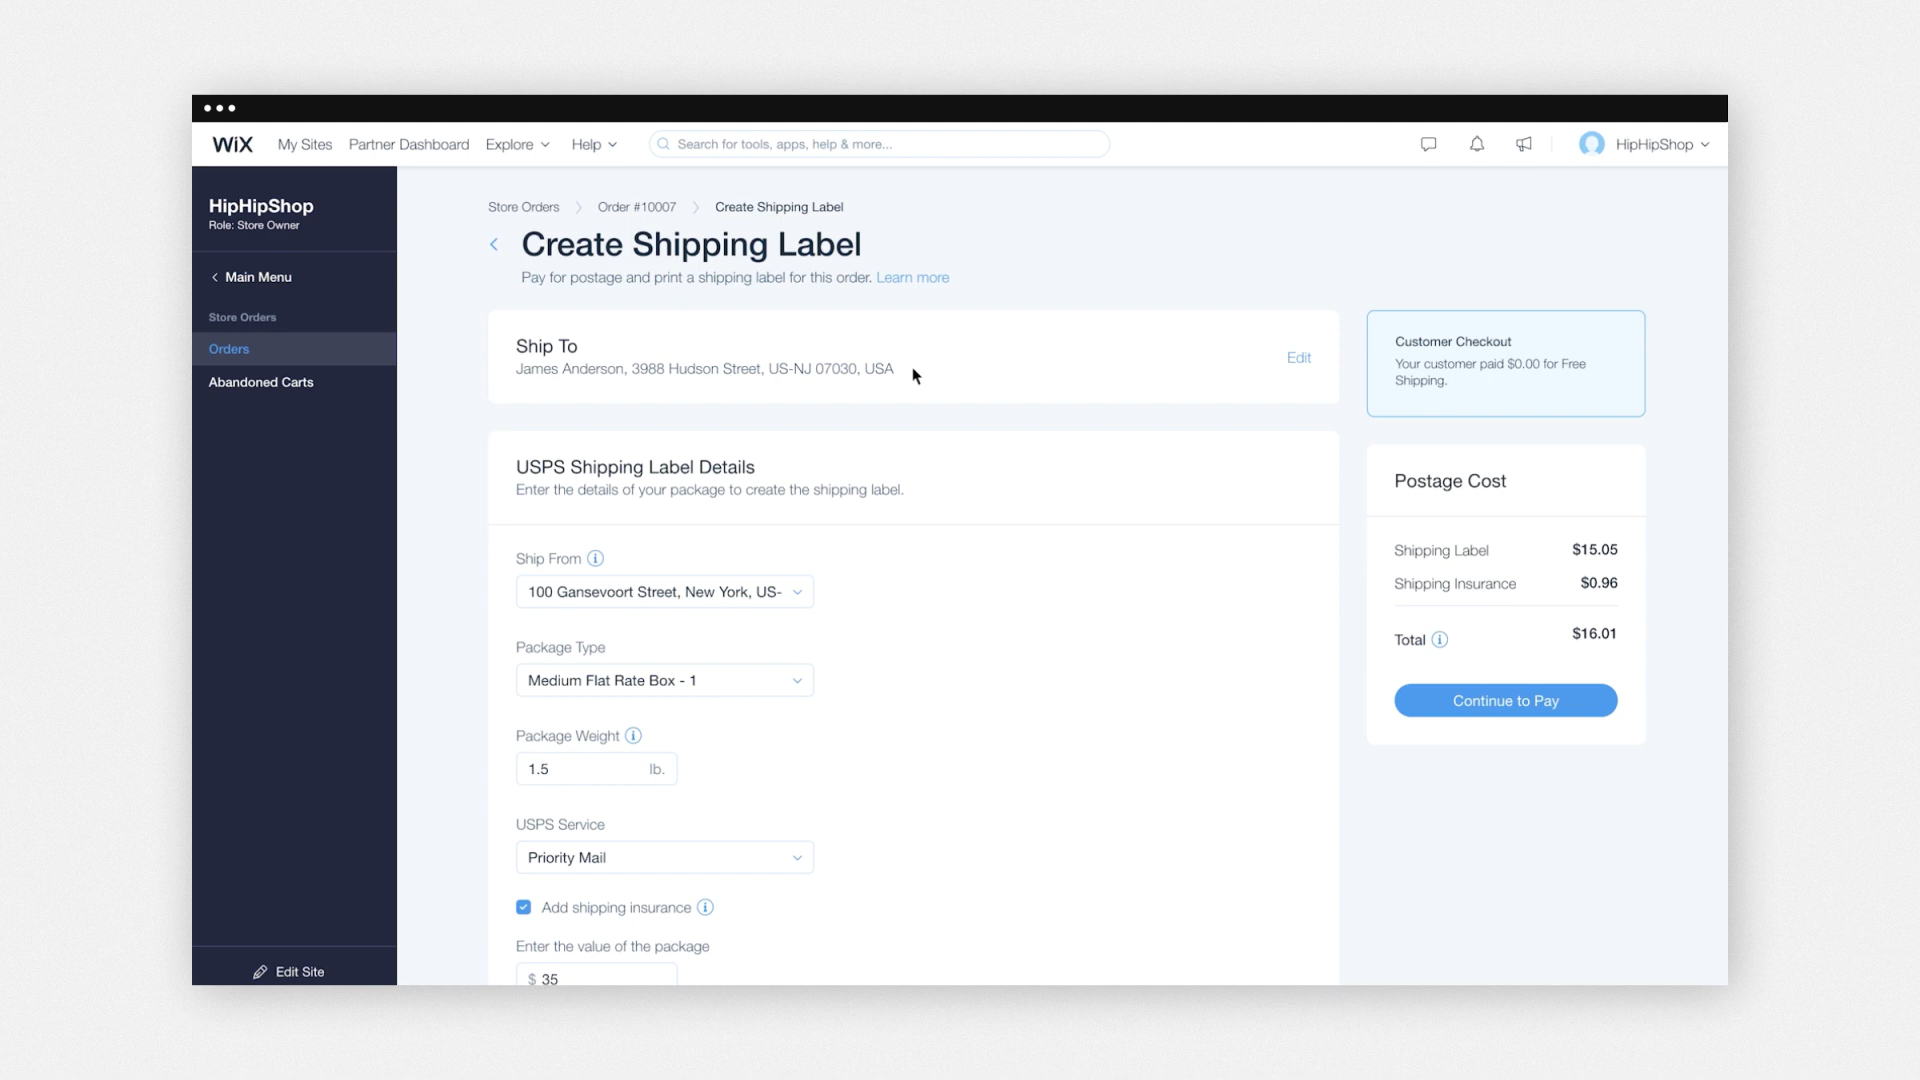 WiX My Sites Partner Dashboard Explore Help Search for tools, apps, help & more... HipHipShop
HipHipShop
Role: Store Owner
Main Menu
Store Orders
Orders
Abandoned Carts
Edit Site
Store Orders Order #10007 Create Shipping Label
Create Shipping Label
Pay for postage and print a shipping label for this order. Learn more
Ship To
James Anderson, 3988 Hudson Street, US-NJ 07030, USA
Edit
USPS Shipping Label Details
Enter the details of your package to create the shipping label.
Ship From
100 Gansevoort Street, New York, US-
Package Type
Medium Flat Rate Box - 1
Package Weight
1.5 lb.
USPS Service
Priority Mail
Add shipping insurance
Enter the value of the package
$ 35
Customer Checkout
Your customer paid $0.00 for Free
Shipping.
Postage Cost
Shipping Label $15.05
Shipping Insurance $0.96
Total $16.01
Continue to Pay